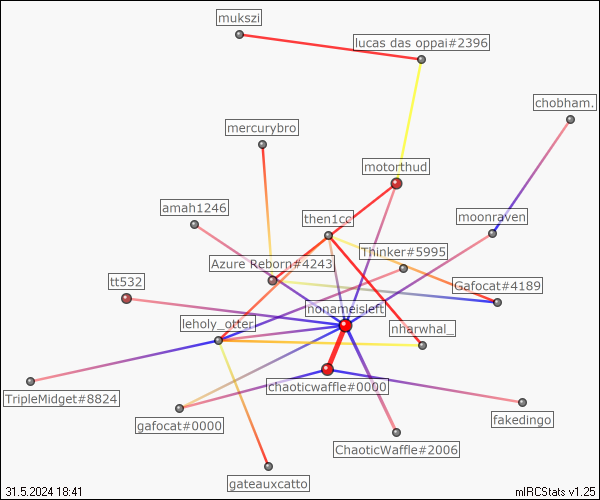 mukszi
lucas das oppai#2396
chobham.
mercurybro
motorthud
amah1246
then1cc
moonraven
Thinker#5995
Azure Reborn#4243
tt532
Gafocat#4189
nonameisleft
leholy_otter
nharwhal_
chaoticwaffle#0000
TripleMidget#8824
gafocat#0000
fakedingo
ChaoticWaffle#2006
gateauxcatto
31.5.2024 18:41
mIRCStats v1.25